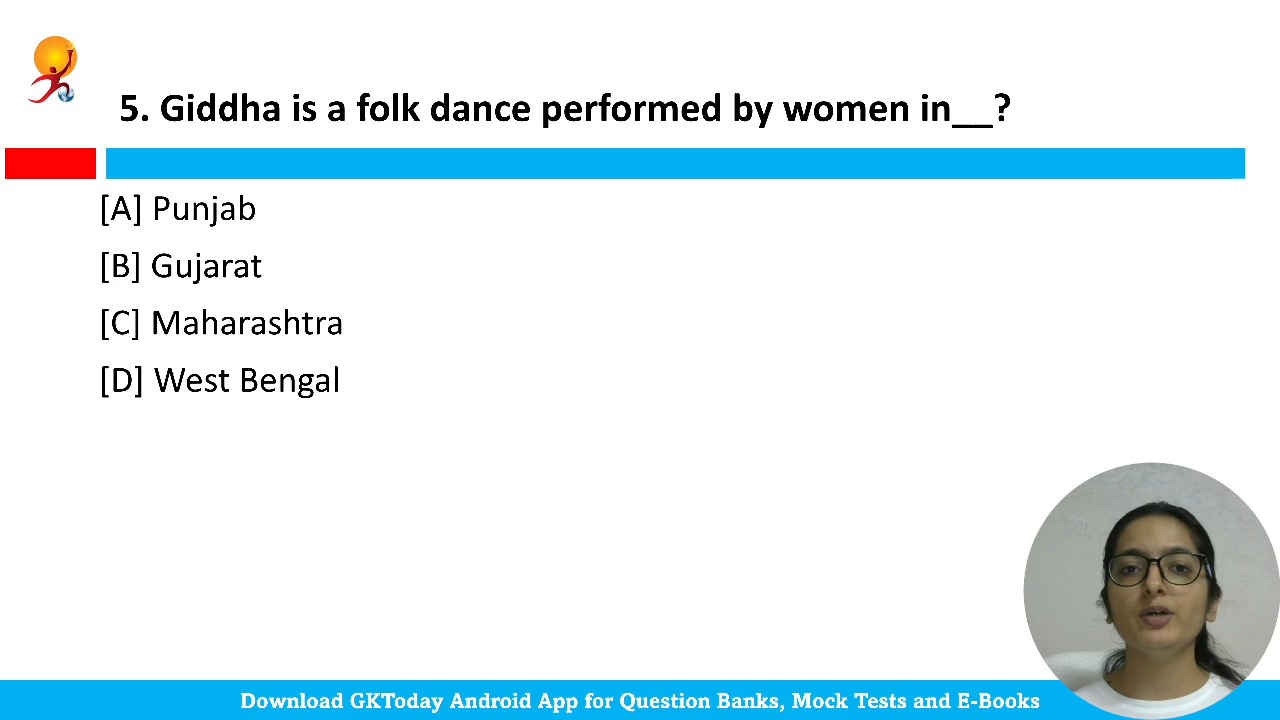 5. Giddha is a folk dance performed by women in__?
[A] Punjab
[B] Gujarat
[C] Maharashtra
[D] West Bengal
Download GKToday Android App for Question Banks, Mock Tests and E-Books